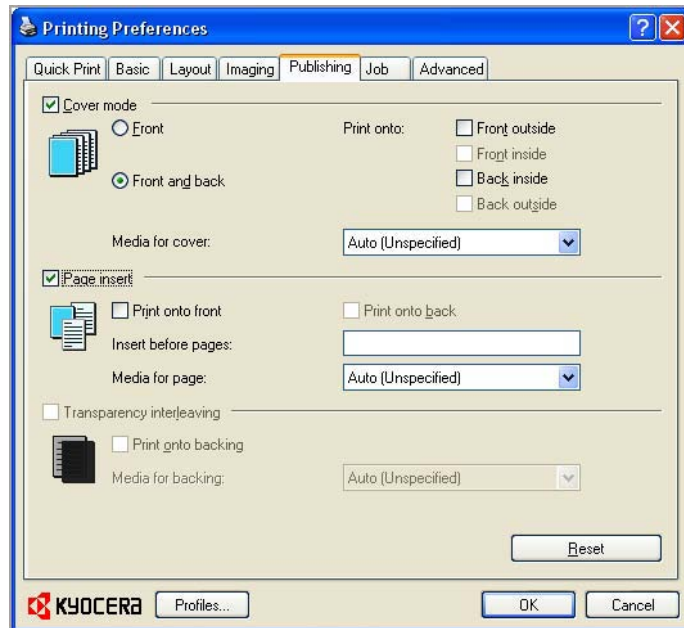 Printing Preferences
Quick Print Basic Layout Imaging Publishing Job Advanced
Cover mode
Front Print onto: Front outside
Front inside
Front and back Back inside
Back outside
Media for cover: Auto (Unspecified)
Page insert
Print onto front Print onto back
Insert before pages:
Media for page: Auto (Unspecified)
Transparency interleaving
Print onto backing
Media for backing: Auto (Unspecified)
Reset
KYOCERA Profiles... OK Cancel